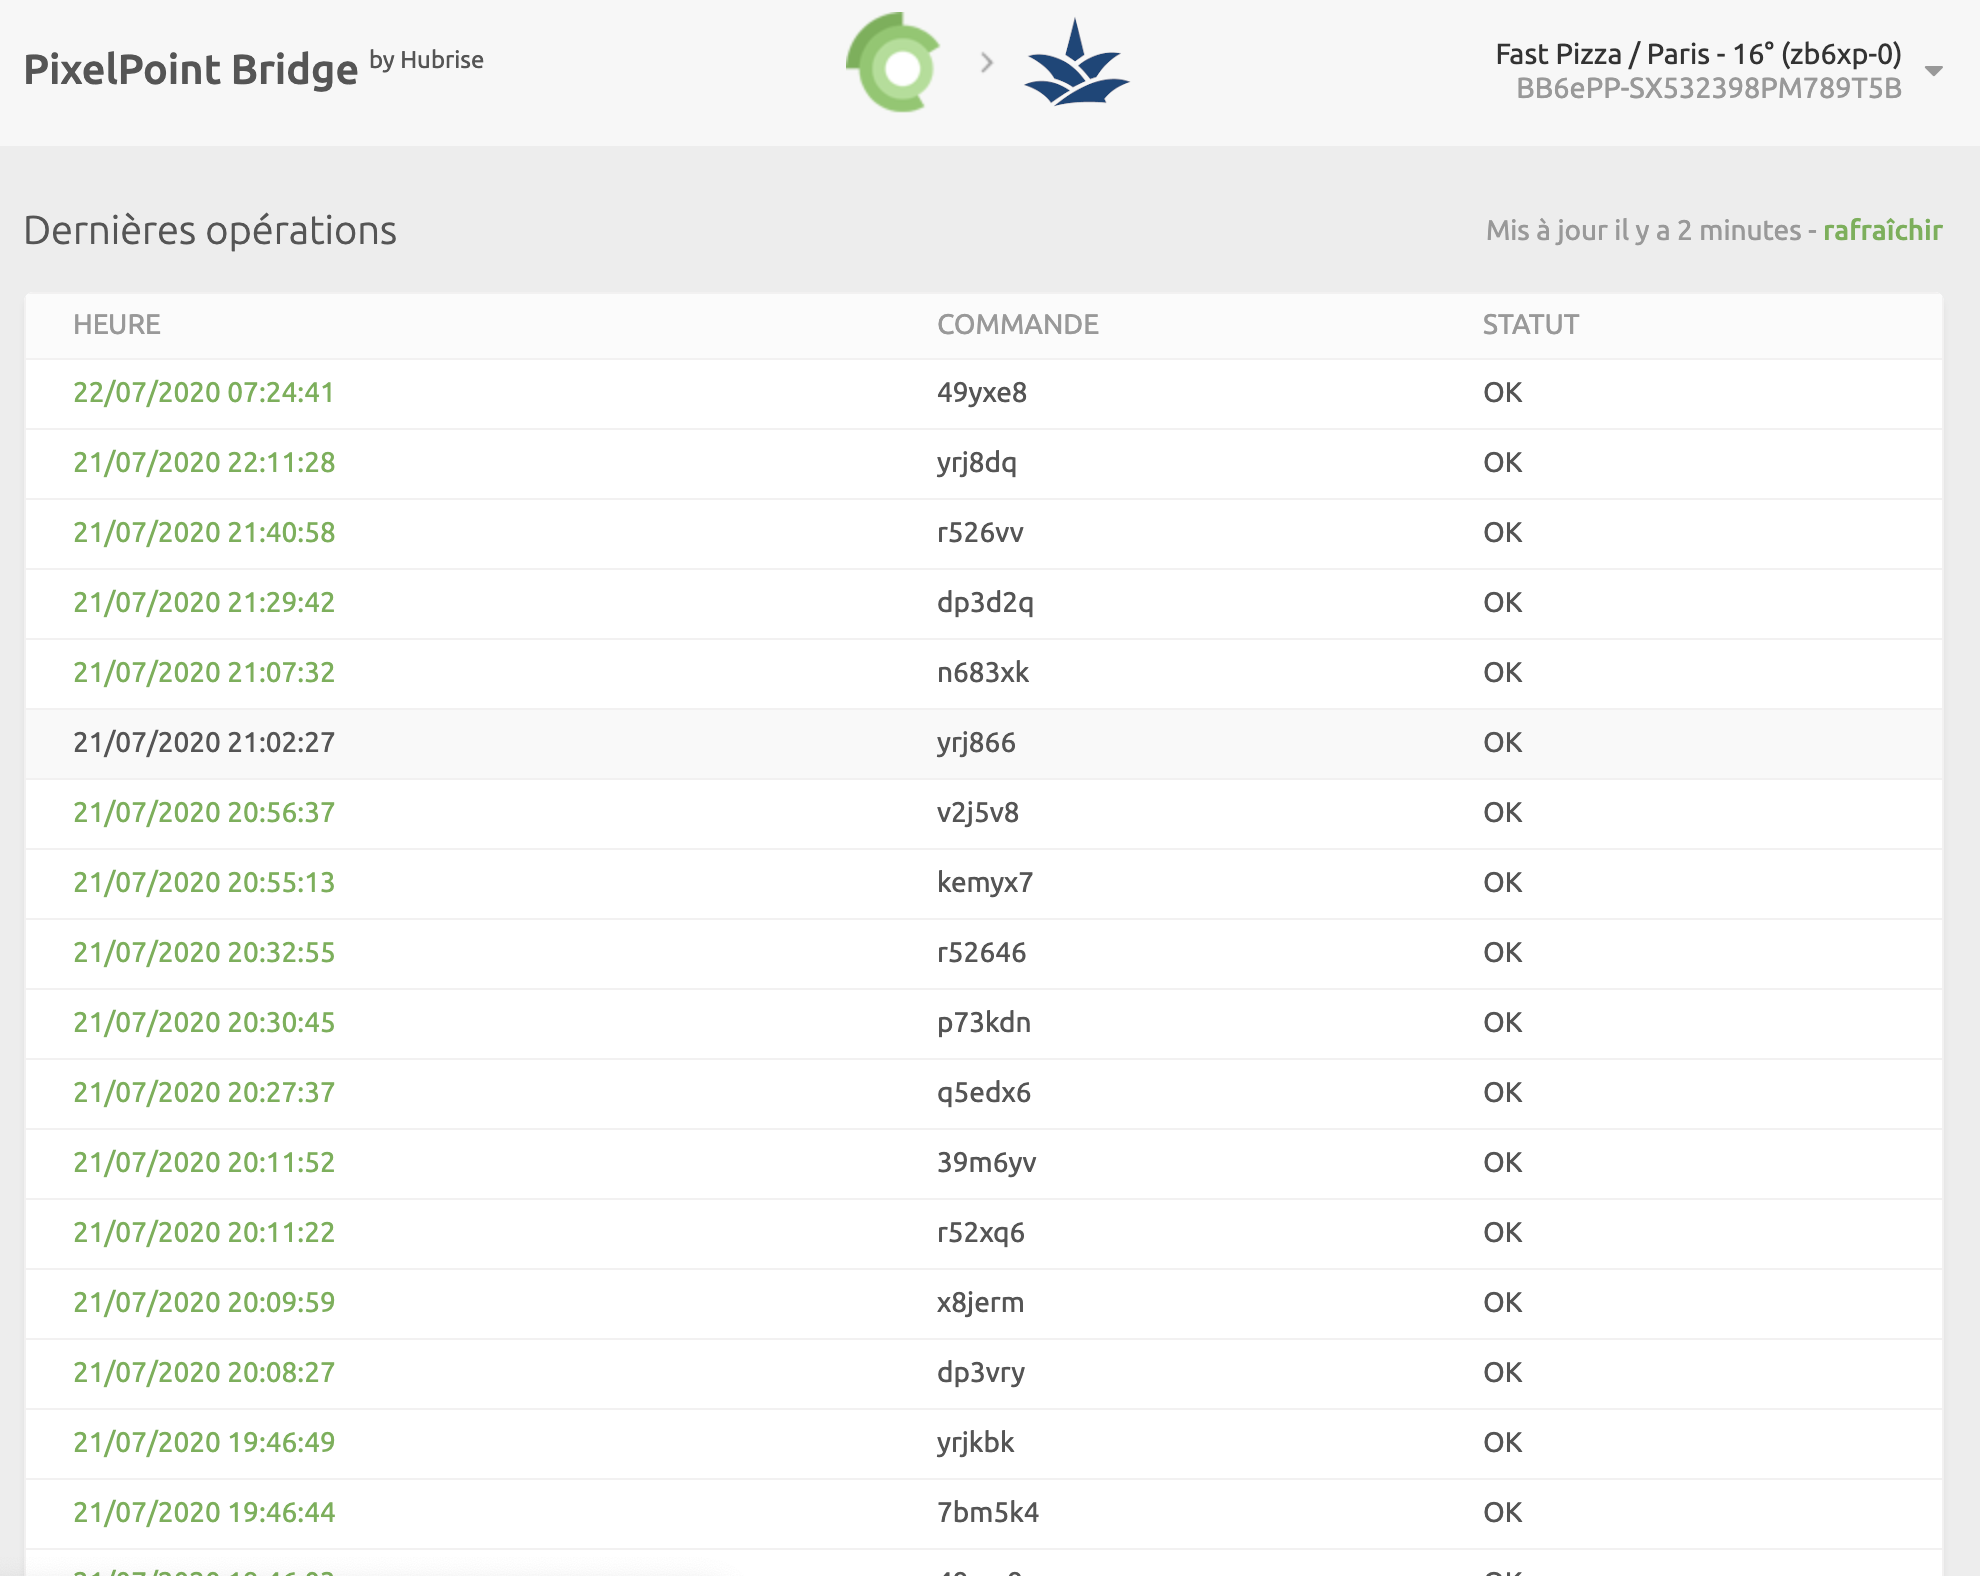 PixelPoint Bridge by Hubrise
Fast Pizza / Paris - 16° (zb6xp-0)
BB6ePP-SX532398PM789T5B
Dernières opérations
Mis à jour il y a 2 minutes - rafraîchir
HEURE COMMANDE STATUT
22/07/2020 07:24:41 49yxe8 OK
21/07/2020 22:11:28 yrj8dq OK
21/07/2020 21:40:58 r526vv OK
21/07/2020 21:29:42 dp3d2q OK
21/07/2020 21:07:32 n683xk OK
21/07/2020 21:02:27 yrj866 OK
21/07/2020 20:56:37 v2j5v8 OK
21/07/2020 20:55:13 kemyx7 OK
21/07/2020 20:32:55 r52646 OK
21/07/2020 20:30:45 p73kdn OK
21/07/2020 20:27:37 q5edx6 OK
21/07/2020 20:11:52 39m6yv OK
21/07/2020 20:11:22 r52xq6 OK
21/07/2020 20:09:59 x8jerm OK
21/07/2020 20:08:27 dp3vry OK
21/07/2020 19:46:49 yrjkbk OK
21/07/2020 19:46:44 7bm5k4 OK